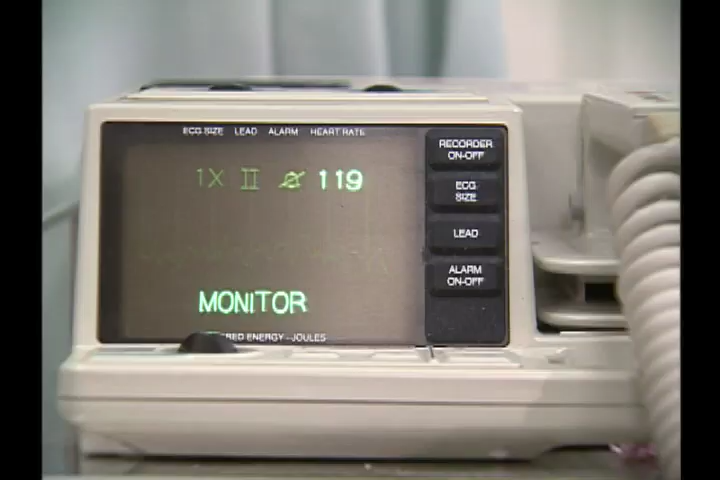 ECG SIZE LEAD ALARM HEART RATE
1X II 119
MONITOR
RED ENERGY - JOULES
RECORDER
ON-OFF
ECG
SIZE
LEAD
ALARM
ON-OFF